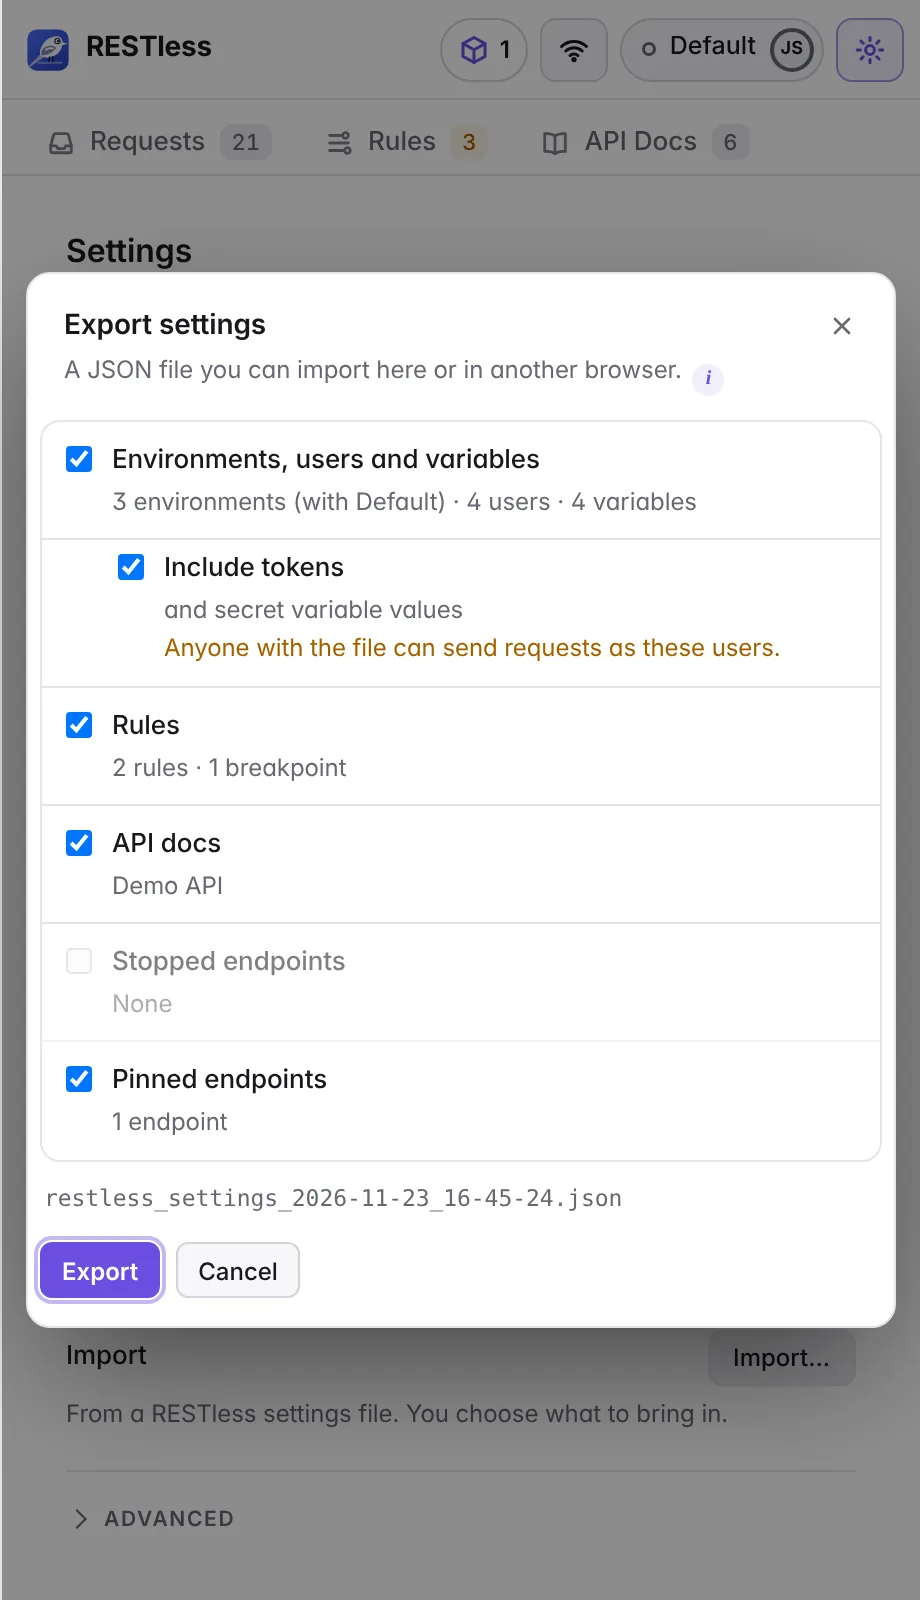 RESTless
1
Default
JS
Requests 21
Rules 3
API Docs 6
Settings
Export settings
A JSON file you can import here or in another browser. i
Environments, users and variables
3 environments (with Default) · 4 users · 4 variables
Include tokens
and secret variable values
Anyone with the file can send requests as these users.
Rules
2 rules · 1 breakpoint
API docs
Demo API
Stopped endpoints
None
Pinned endpoints
1 endpoint
restless_settings_2026-11-23_16-45-24.json
Export
Cancel
Import
Import...
From a RESTless settings file. You choose what to bring in.
ADVANCED